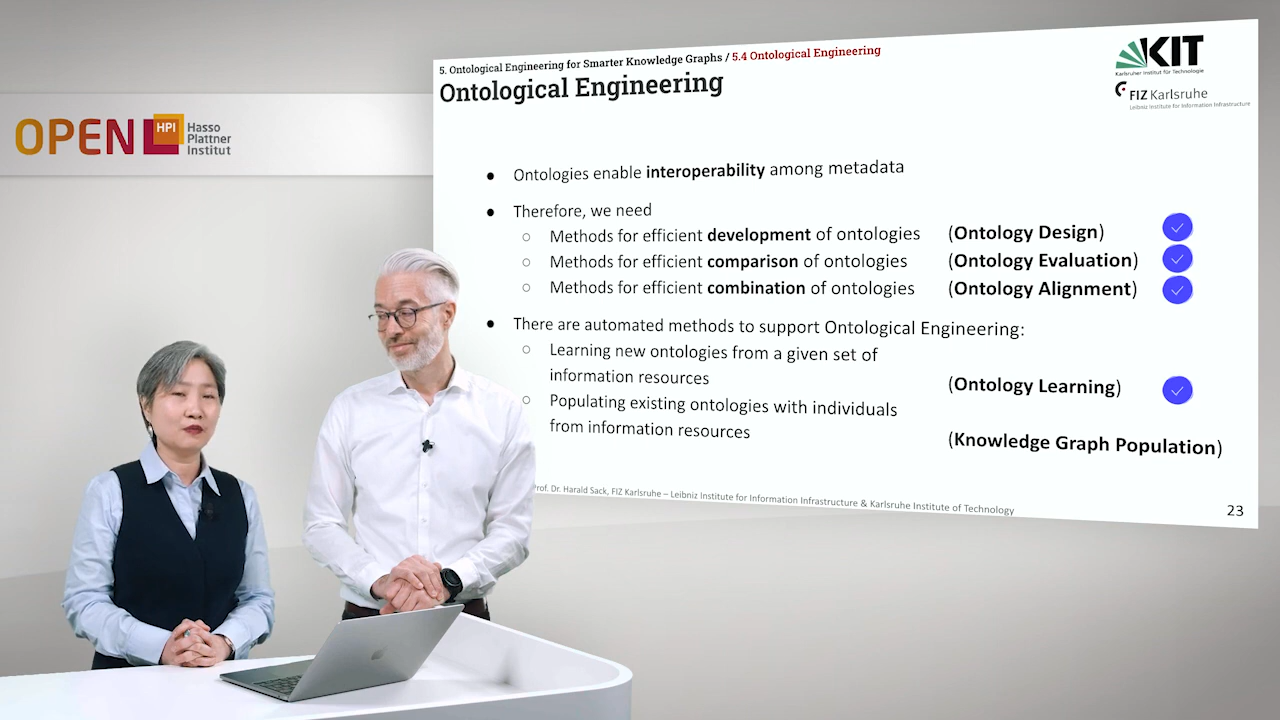 5. Ontological Engineering for Smarter Knowledge Graphs / 5.4 Ontological Engineering
Ontological Engineering
KIT
Karlsruher Institut für Technologie
FIZ Karlsruhe
Leibniz Institute for Information Infrastructure
OPEN HPI Hasso
Plattner
Institut
● Ontologies enable interoperability among metadata
● Therefore, we need
○ Methods for efficient development of ontologies (Ontology Design)
○ Methods for efficient comparison of ontologies (Ontology Evaluation)
○ Methods for efficient combination of ontologies (Ontology Alignment)
● There are automated methods to support Ontological Engineering:
○ Learning new ontologies from a given set of
information resources (Ontology Learning)
○ Populating existing ontologies with individuals
from information resources (Knowledge Graph Population)
Prof. Dr. Harald Sack, FIZ Karlsruhe – Leibniz Institute for Information Infrastructure & Karlsruhe Institute of Technology
23